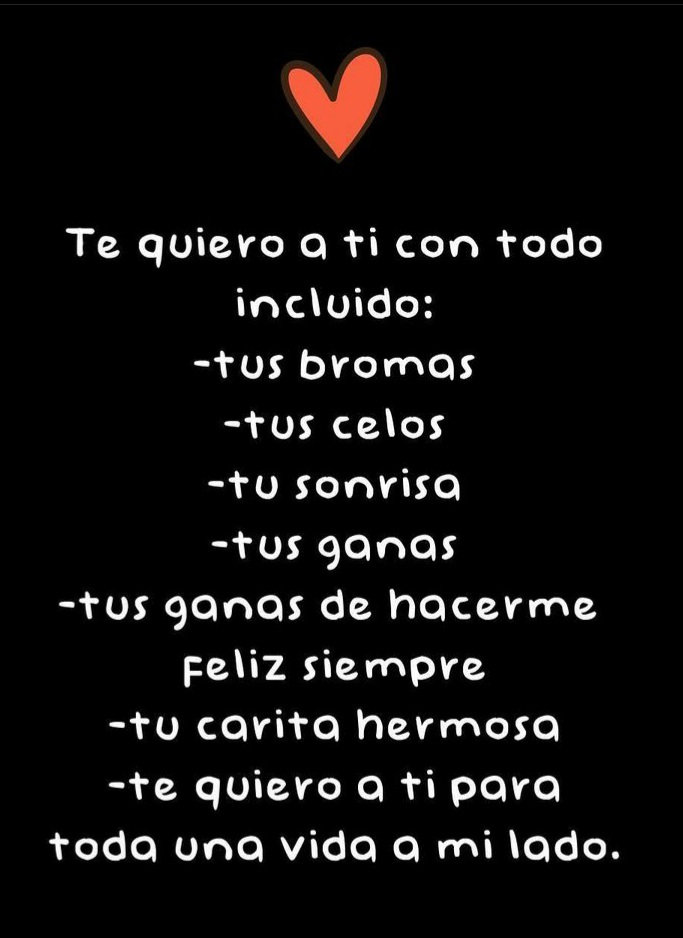 Te quiero a ti con todo
incluido:
-tus bromas
-tus celos
-tu sonrisa
-tus ganas
-tus ganas de hacerme
Feliz siempre
-tu carita hermosa
-te quiero a ti para
toda una vida a mi lado.